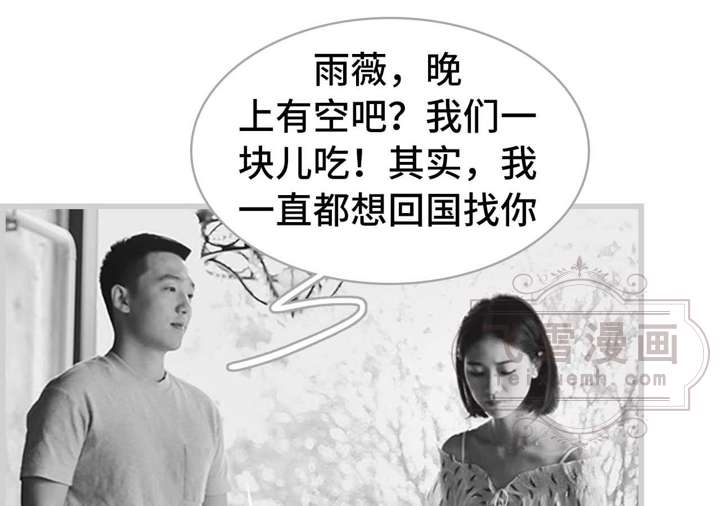 雨薇，晚
上有空吧？我们一
块儿吃！其实，我
一直都想回国找你
飞雪漫画
feixuemh.com